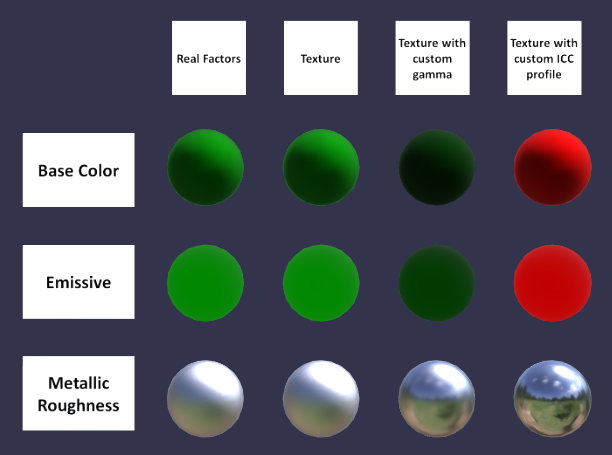 Real Factors
Texture
Texture with
custom
gamma
Texture with
custom ICC
profile
Base Color
Emissive
Metallic
Roughness